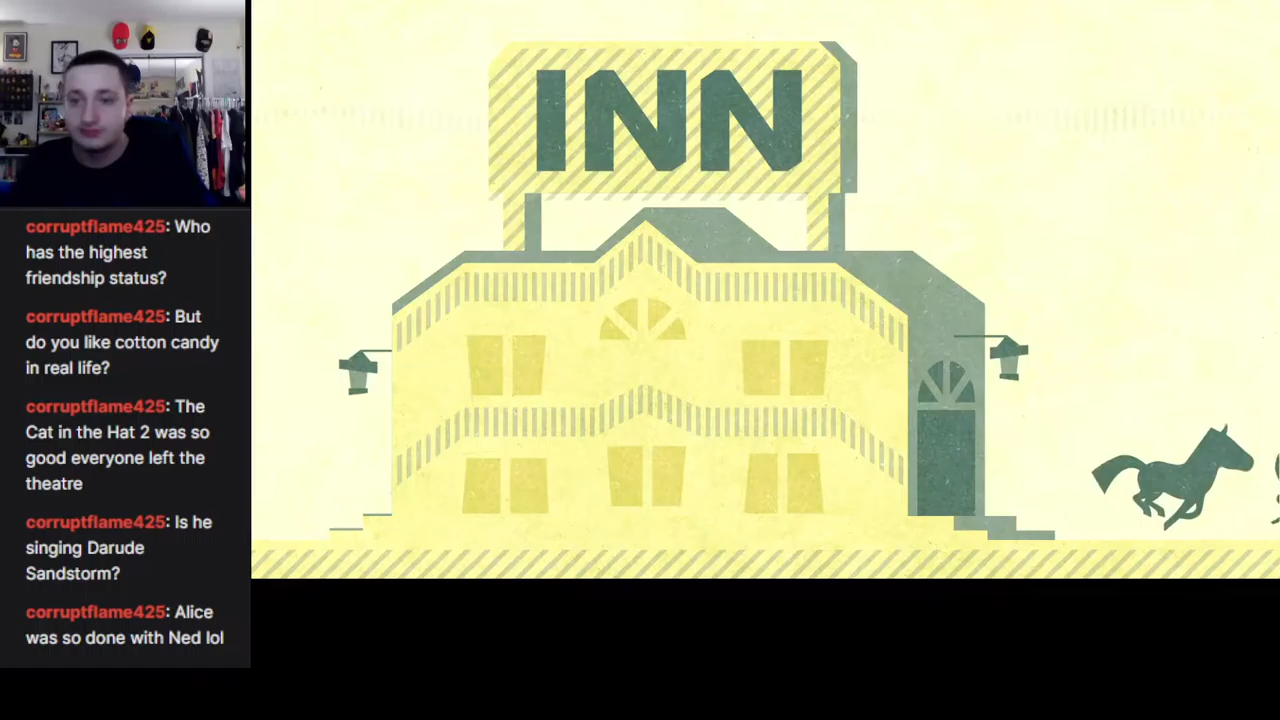 INN
corruptflame425: Who
has the highest
friendship status?
corruptflame425: But
do you like cotton candy
in real life?
corruptflame425: The
Cat in the Hat 2 was so
good everyone left the
theatre
corruptflame425: Is he
singing Darude
Sandstorm?
corruptflame425: Alice
was so done with Ned lol